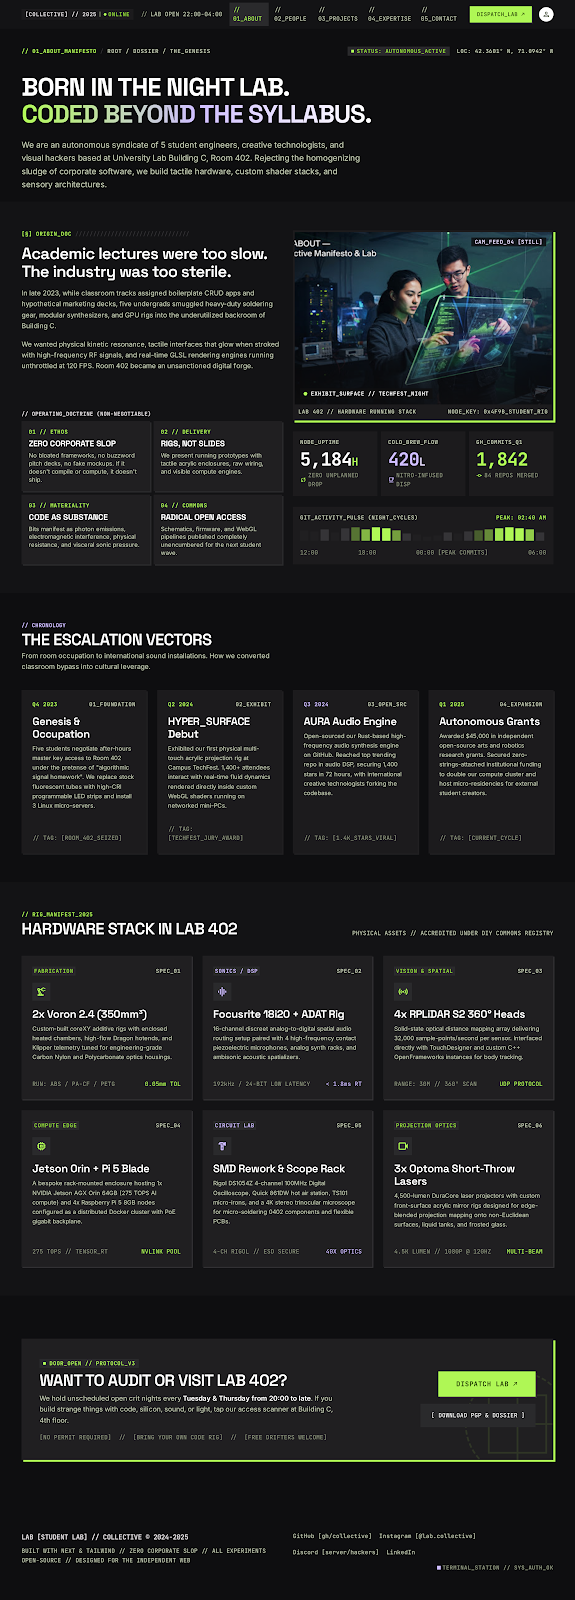 [COLLECTIVE] // 2025 | ● ONLINE
// LAB OPEN 22:00-04:00
// 01_ABOUT
// 02_PEOPLE
// 03_PROJECTS
// 04_EXPERTISE
// 05_CONTACT
DISPATCH_LAB ↗
// 01_ABOUT_MANIFESTO / ROOT / DOSSIER / THE_GENESIS
STATUS: AUTONOMOUS_ACTIVE
LOC: 42.3601° N, 71.0942° W
BORN IN THE NIGHT LAB.
CODED BEYOND THE SYLLABUS.
We are an autonomous syndicate of 5 student engineers, creative technologists, and
visual hackers based at University Lab Building C, Room 402. Rejecting the homogenizing
sludge of corporate software, we build tactile hardware, custom shader stacks, and
sensory architectures.
[§] ORIGIN_DOC ////////////////////////////////
Academic lectures were too slow.
The industry was too sterile.
In late 2023, while classroom tracks assigned boilerplate CRUD apps and
hypothetical marketing decks, five undergrads smuggled heavy-duty soldering
gear, modular synthesizers, and GPU rigs into the underutilized backroom of
Building C.
We wanted physical kinetic resonance, tactile interfaces that glow when stroked
with high-frequency RF signals, and real-time GLSL rendering engines running
unthrottled at 120 FPS. Room 402 became an unsanctioned digital forge.
// OPERATING_DOCTRINE (NON-NEGOTIABLE)
01 // ETHOS
ZERO CORPORATE SLOP
No bloated frameworks, no buzzword
pitch decks, no fake mockups. If it
doesn't compile or compute, it doesn't
ship.
02 // DELIVERY
RIGS, NOT SLIDES
We present running prototypes with
tactile acrylic enclosures, raw wiring,
and visible compute engines.
03 // MATERIALITY
CODE AS SUBSTANCE
Bits manifest as photon emissions,
electromagnetic interference, physical
resistance, and visceral sonic pressure.
04 // COMMONS
RADICAL OPEN ACCESS
Schematics, firmware, and WebGL
pipelines published completely
unencumbered for the next student
wave.
ABOUT —
ctive Manifesto & Lab
CAM_FEED_04 [STILL]
● EXHIBIT_SURFACE // TECHFEST_NIGHT
LAB 402 // HARDWARE RUNNING STACK
NODE_KEY: 0x4F9B_STUDENT_RIG
NODE_UPTIME
5,184H
ZERO UNPLANNED
DROP
COLD_BREW_FLOW
420L
NITRO-INFUSED
DISP
GH_COMMITS_Q1
1,842
84 REPOS MERGED
GIT_ACTIVITY_PULSE (NIGHT_CYCLES)
PEAK: 02:40 AM
12:00
18:00
00:00 [PEAK COMMITS]
06:00
// CHRONOLOGY
THE ESCALATION VECTORS
From room occupation to international sound installations. How we converted
classroom bypass into cultural leverage.
Q4 2023
01_FOUNDATION
Genesis &
Occupation
Five students negotiate after-hours
master key access to Room 402
under the pretense of "algorithmic
signal homework". We replace stock
fluorescent tubes with high-CRI
programmable LED strips and install
3 Linux micro-servers.
// TAG: [ROOM_402_SEIZED]
Q2 2024
02_EXHIBIT
HYPER_SURFACE
Debut
Exhibited our first physical multi-
touch acrylic projection rig at
Campus TechFest. 1,400+ attendees
interact with real-time fluid dynamics
rendered directly inside custom
WebGL shaders running on
networked mini-PCs.
// TAG:
[TECHFEST_JURY_AWARD]
Q3 2024
03_OPEN_SRC
AURA Audio Engine
Open-sourced our Rust-based high-
frequency audio synthesis engine
on GitHub. Reached top trending
repo in audio DSP, securing 1,400
stars in 72 hours, with international
creative technologists forking the
codebase.
// TAG: [1.4K_STARS_VIRAL]
Q1 2025
04_EXPANSION
Autonomous Grants
Awarded $45,000 in independent
open-source arts and robotics
research grants. Secured zero-
strings-attached institutional funding
to double our compute cluster and
host micro-residencies for external
student creators.
// TAG: [CURRENT_CYCLE]
// RIG_MANIFEST_2025
HARDWARE STACK IN LAB 402
PHYSICAL ASSETS // ACCREDITED UNDER DIY COMMONS REGISTRY
FABRICATION
SPEC_01
2x Voron 2.4 (350mm³)
Custom-built coreXY additive rigs with enclosed
heated chambers, high-flow Dragon hotends, and
Klipper telemetry tuned for engineering-grade
Carbon Nylon and Polycarbonate optics housings.
RUN: ABS / PA-CF / PETG
0.05mm TOL
SONICS / DSP
SPEC_02
Focusrite 18i20 + ADAT Rig
16-channel discreet analog-to-digital spatial audio
routing setup paired with 4 high-frequency contact
piezoelectric microphones, analog synth racks, and
ambisonic acoustic spatializers.
192kHz / 24-BIT LOW LATENCY
< 1.8ms RT
VISION & SPATIAL
SPEC_03
4x RPLIDAR S2 360° Heads
Solid-state optical distance mapping array delivering
32,000 sample-points/second per sensor. Interfaced
directly with TouchDesigner and custom C++
OpenFrameworks instances for body tracking.
RANGE: 30M // 360° SCAN
UDP PROTOCOL
COMPUTE EDGE
SPEC_04
Jetson Orin + Pi 5 Blade
A bespoke rack-mounted enclosure hosting 1x
NVIDIA Jetson AGX Orin 64GB (275 TOPS AI
compute) and 4x Raspberry Pi 5 8GB nodes
configured as a distributed Docker cluster with PoE
gigabit backplane.
275 TOPS // TENSOR_RT
NVLINK POOL
CIRCUIT LAB
SPEC_05
SMD Rework & Scope Rack
Rigol DS1054Z 4-channel 100MHz Digital
Oscilloscope, Quick 861DW hot air station, TS101
micro-irons, and a 4K stereo trinocular microscope
for micro-soldering 0402 components and flexible
PCBs.
4-CH RIGOL // ESD SECURE
40X OPTICS
PROJECTION OPTICS
SPEC_06
3x Optoma Short-Throw
Lasers
4,500-lumen DuraCore laser projectors with custom
front-surface acrylic mirror rigs designed for edge-
blended projection mapping onto non-Euclidean
surfaces, liquid tanks, and frosted glass.
4.5K LUMEN // 1080P @ 120HZ
MULTI-BEAM
DOOR_OPEN // PROTOCOL_V3
WANT TO AUDIT OR VISIT LAB 402?
We hold unscheduled open crit nights every Tuesday & Thursday from 20:00 to late. If you
build strange things with code, silicon, sound, or light, tap our access scanner at Building C,
4th floor.
[NO PERMIT REQUIRED] // [BRING YOUR OWN CODE RIG] // [FREE DRIFTERS WELCOME]
DISPATCH LAB ↗
[ DOWNLOAD PGP & DOSSIER ]
LAB [STUDENT LAB] // COLLECTIVE © 2024-2025
BUILT WITH NEXT & TAILWIND // ZERO CORPORATE SLOP // ALL EXPERIMENTS
OPEN-SOURCE // DESIGNED FOR THE INDEPENDENT WEB
GitHub [gh/collective] Instagram [@lab.collective]
Discord [server/hackers] LinkedIn
TERMINAL_STATION // SYS_AUTH_OK